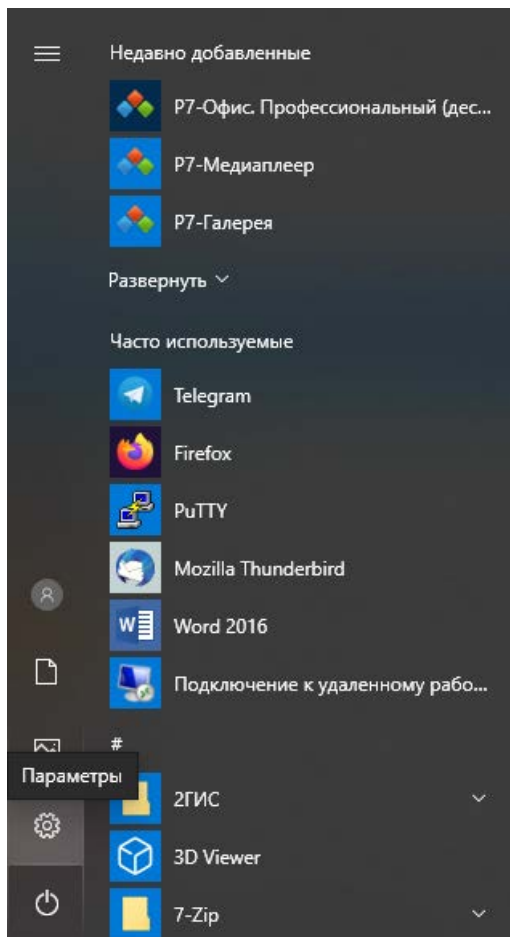 Недавно добавленные
Р7-Офис. Профессиональный (дес...
Р7-Медиаплеер
Р7-Галерея
Развернуть
Часто используемые
Telegram
Firefox
PuTTY
Mozilla Thunderbird
Word 2016
Подключение к удаленному рабо...
#
Параметры
2ГИС
3D Viewer
7-Zip